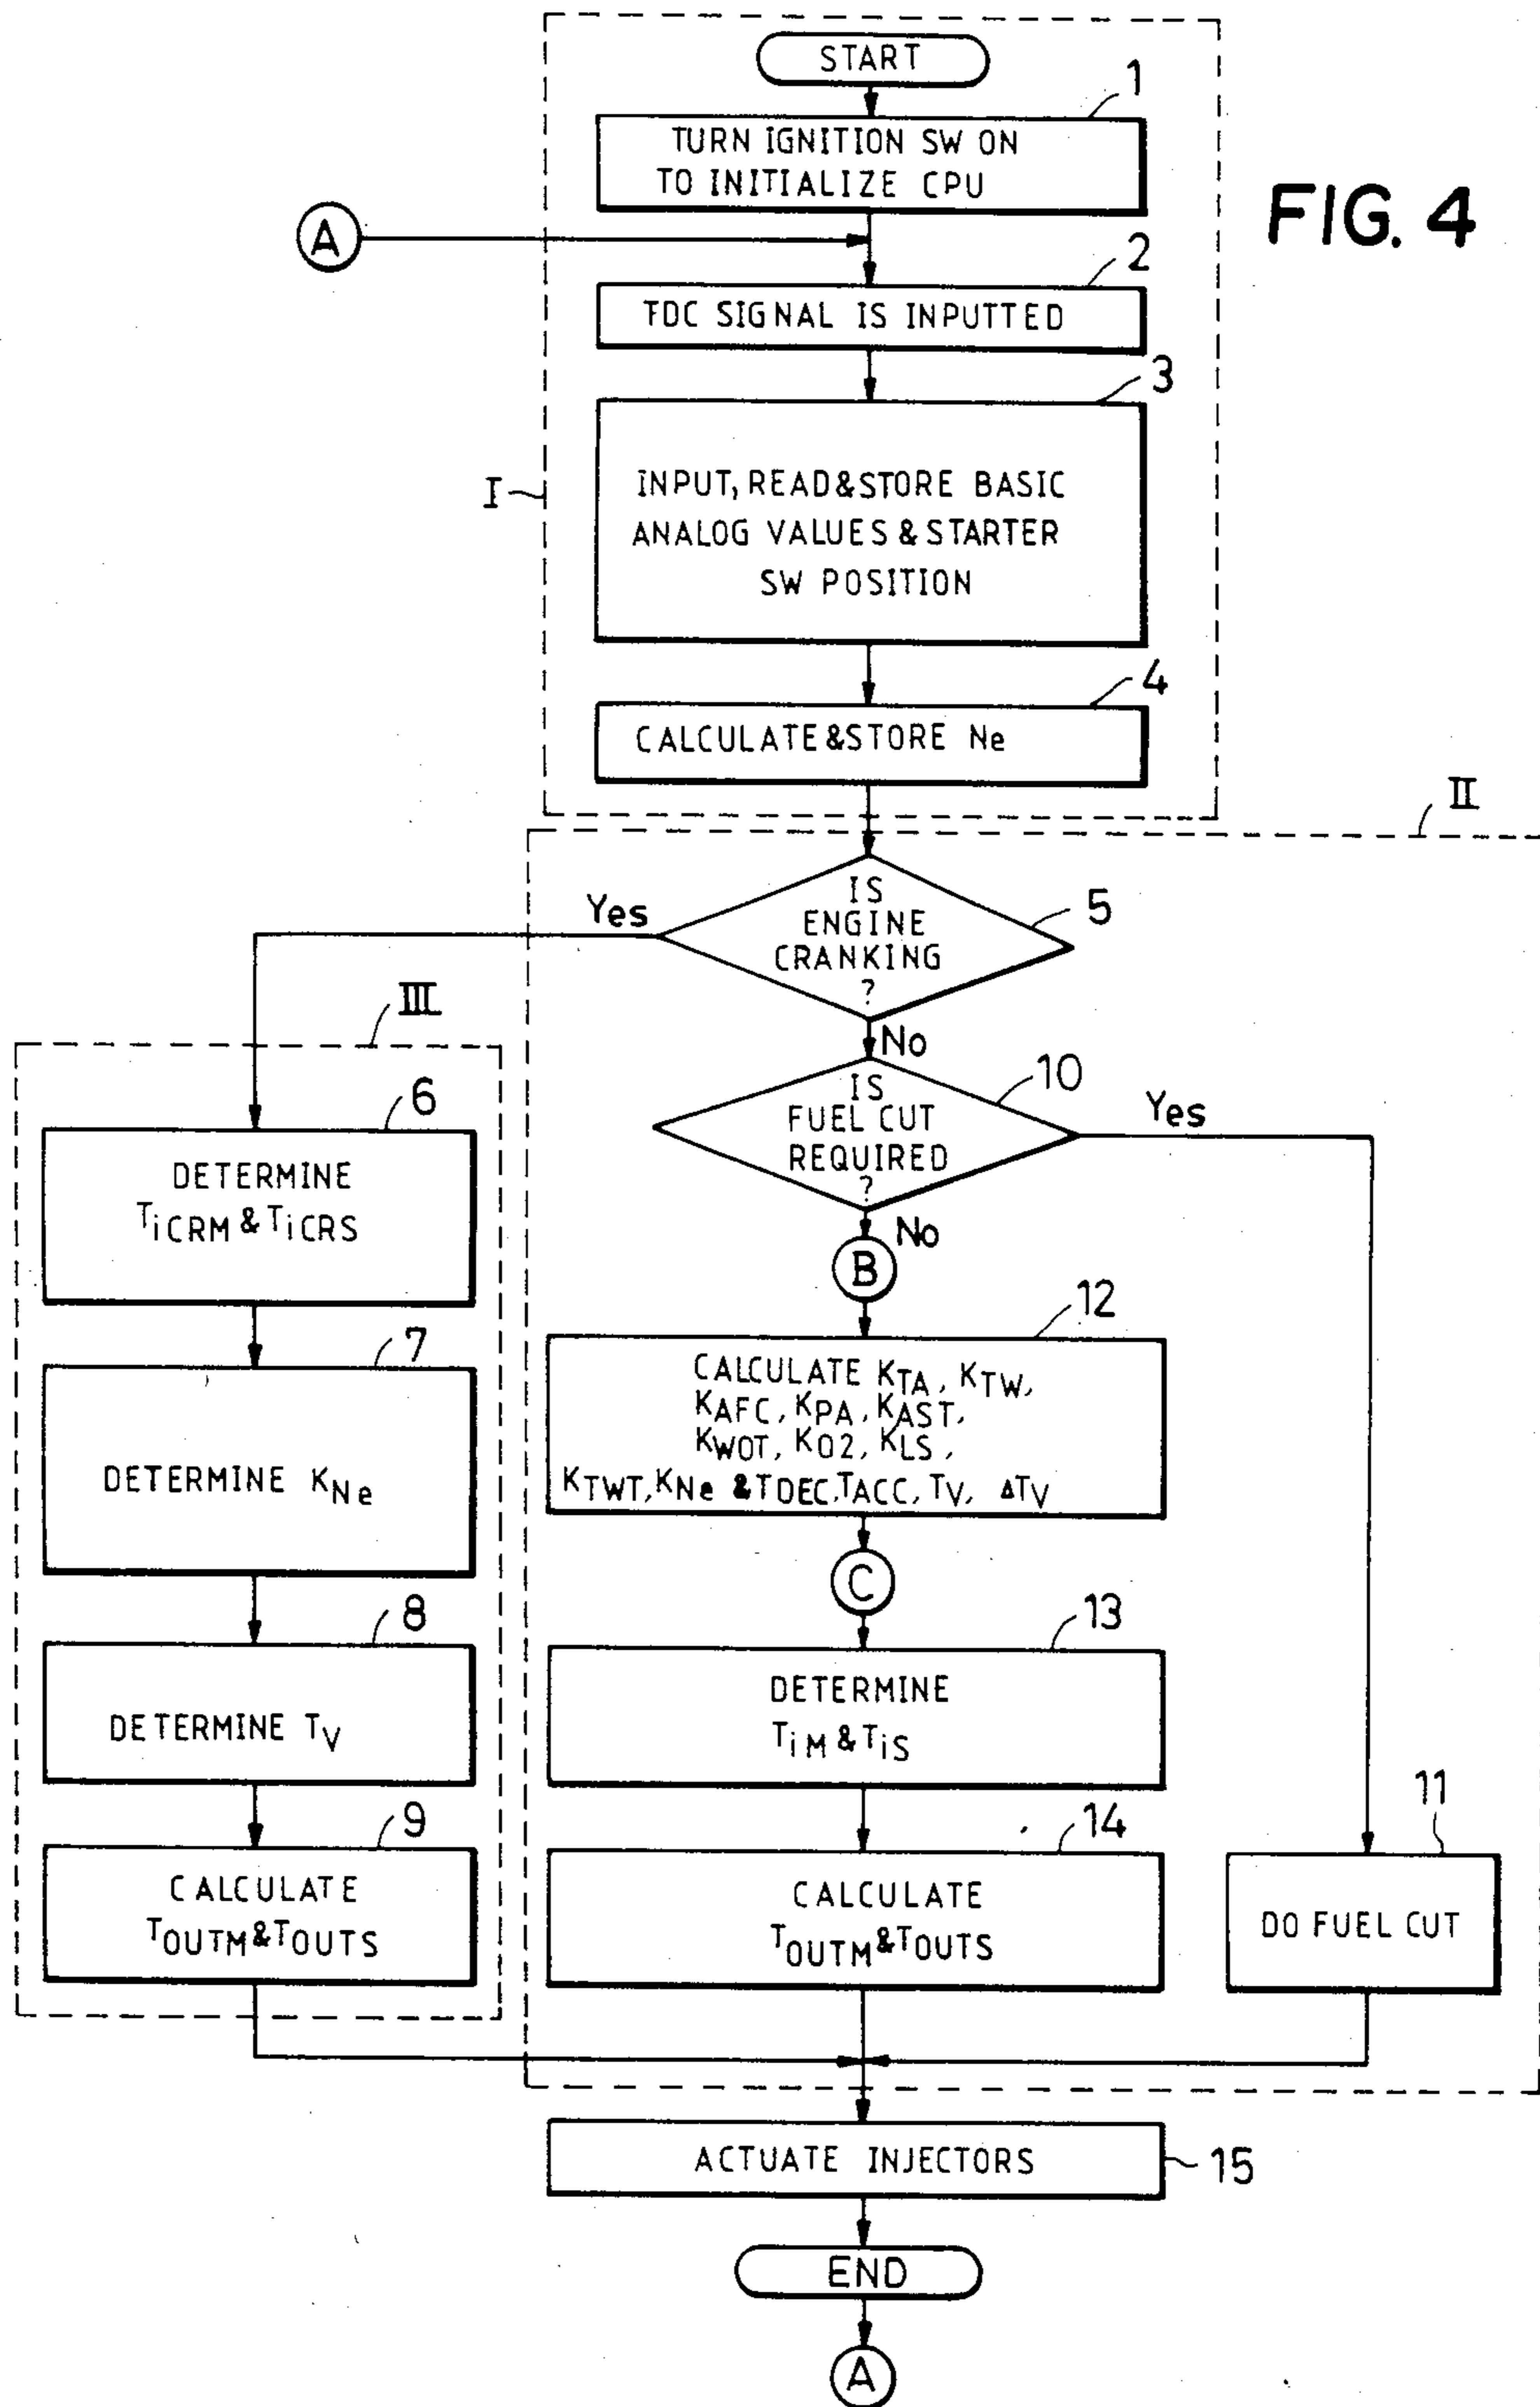 START
1
TURN IGNITION SW ON
TO INITIALIZE CPU
FIG. 4
A
2
TDC SIGNAL IS INPUTTED
3
INPUT, READ & STORE BASIC
ANALOG VALUES & STARTER
SW POSITION
I
4
CALCULATE & STORE Ne
II
IS
ENGINE
CRANKING
?
5
Yes
No
III
IS
FUEL CUT
REQUIRED
?
10
Yes
No
6
DETERMINE
TiCRM & TiCRS
B
12
CALCULATE KTA, KTW,
KAFC, KPA, KAST,
KWOT, KO2, KLS,
KTWT, KNe & TDEC, TACC, TV, ΔTV
7
DETERMINE KNe
C
8
DETERMINE TV
13
DETERMINE
TiM & TiS
9
CALCULATE
TOUTM & TOUTS
14
CALCULATE
TOUTM & TOUTS
11
DO FUEL CUT
ACTUATE INJECTORS
15
END
A